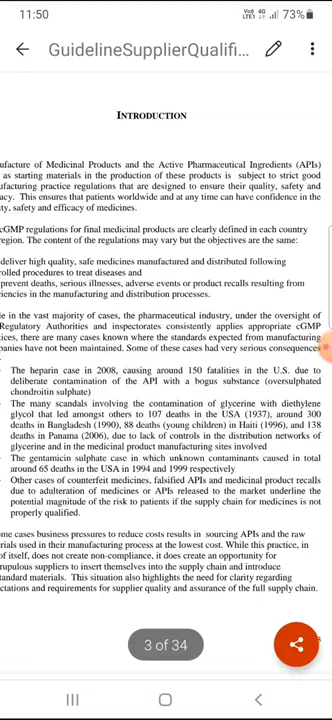 11:50
Vo) 4G
LTE1
73%
GuidelineSupplierQualifi...
INTRODUCTION
ufacture of Medicinal Products and the Active Pharmaceutical Ingredients (APIs)
as starting materials in the production of these products is subject to strict good
ufacturing practice regulations that are designed to ensure their quality, safety and
acy. This ensures that patients worldwide and at any time can have confidence in the
ity, safety and efficacy of medicines.
cGMP regulations for final medicinal products are clearly defined in each country
region. The content of the regulations may vary but the objectives are the same:
deliver high quality, safe medicines manufactured and distributed following
rolled procedures to treat diseases and
prevent deaths, serious illnesses, adverse events or product recalls resulting from
iciencies in the manufacturing and distribution processes.
le in the vast majority of cases, the pharmaceutical industry, under the oversight of
Regulatory Authorities and inspectorates consistently applies appropriate cGMP
tices, there are many cases known where the standards expected from manufacturing
panies have not been maintained. Some of these cases had very serious consequences
The heparin case in 2008, causing around 150 fatalities in the U.S. due to
deliberate contamination of the API with a bogus substance (oversulphated
chondroitin sulphate)
The many scandals involving the contamination of glycerine with diethylene
glycol that led amongst others to 107 deaths in the USA (1937), around 300
deaths in Bangladesh (1990), 88 deaths (young children) in Haiti (1996), and 138
deaths in Panama (2006), due to lack of controls in the distribution networks of
glycerine and in the medicinal product manufacturing sites involved
The gentamicin sulphate case in which unknown contaminants caused in total
around 65 deaths in the USA in 1994 and 1999 respectively
Other cases of counterfeit medicines, falsified APIs and medicinal product recalls
due to adulteration of medicines or APIs released to the market underline the
potential magnitude of the risk to patients if the supply chain for medicines is not
properly qualified.
ome cases business pressures to reduce costs results in sourcing APIs and the raw
erials used in their manufacturing process at the lowest cost. While this practice, in
of itself, does not create non-compliance, it does create an opportunity for
crupulous suppliers to insert themselves into the supply chain and introduce
standard materials. This situation also highlights the need for clarity regarding
ectations and requirements for supplier quality and assurance of the full supply chain.
3 of 34